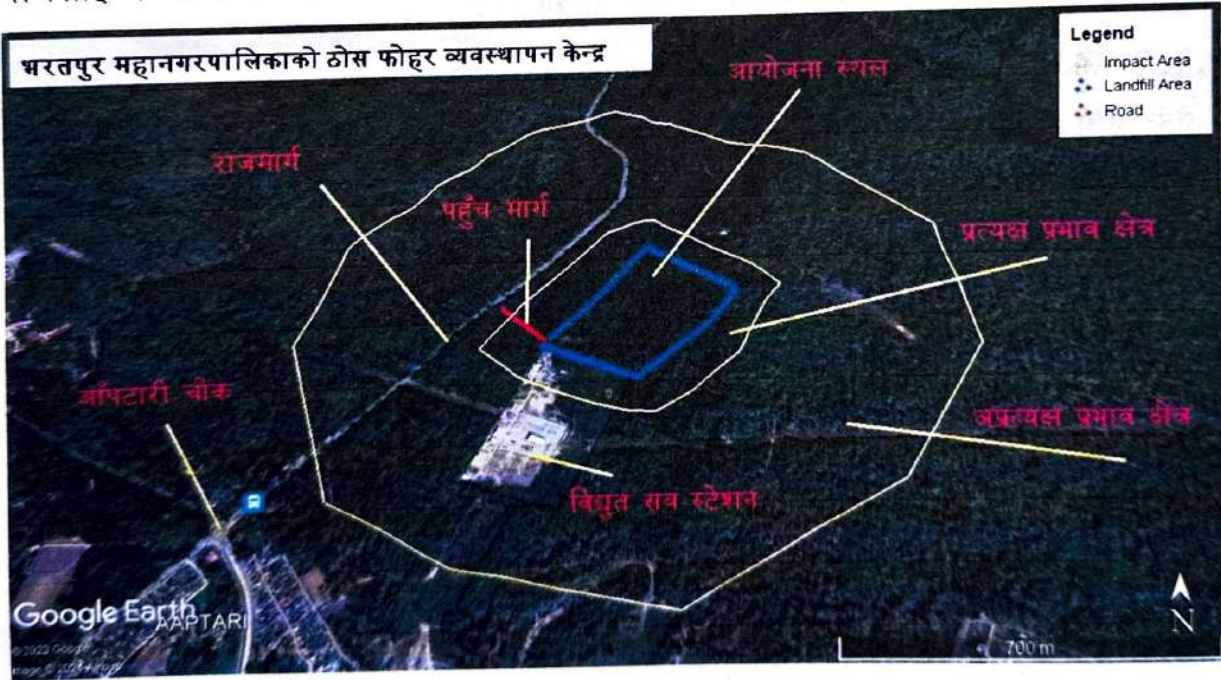 भरतपुर महानगरपालिकाको ठोस फोहर व्यवस्थापन केन्द्र
Legend
Impact Area
Landfill Area
Road
आयोजना स्थल
राजमार्ग
पहुँच मार्ग
प्रत्यक्ष प्रभाव क्षेत्र
आँपटारी चौक
अप्रत्यक्ष प्रभाव क्षेत्र
विद्युत सव स्टेशन
Google Earth
AAPTARI
N
700 m